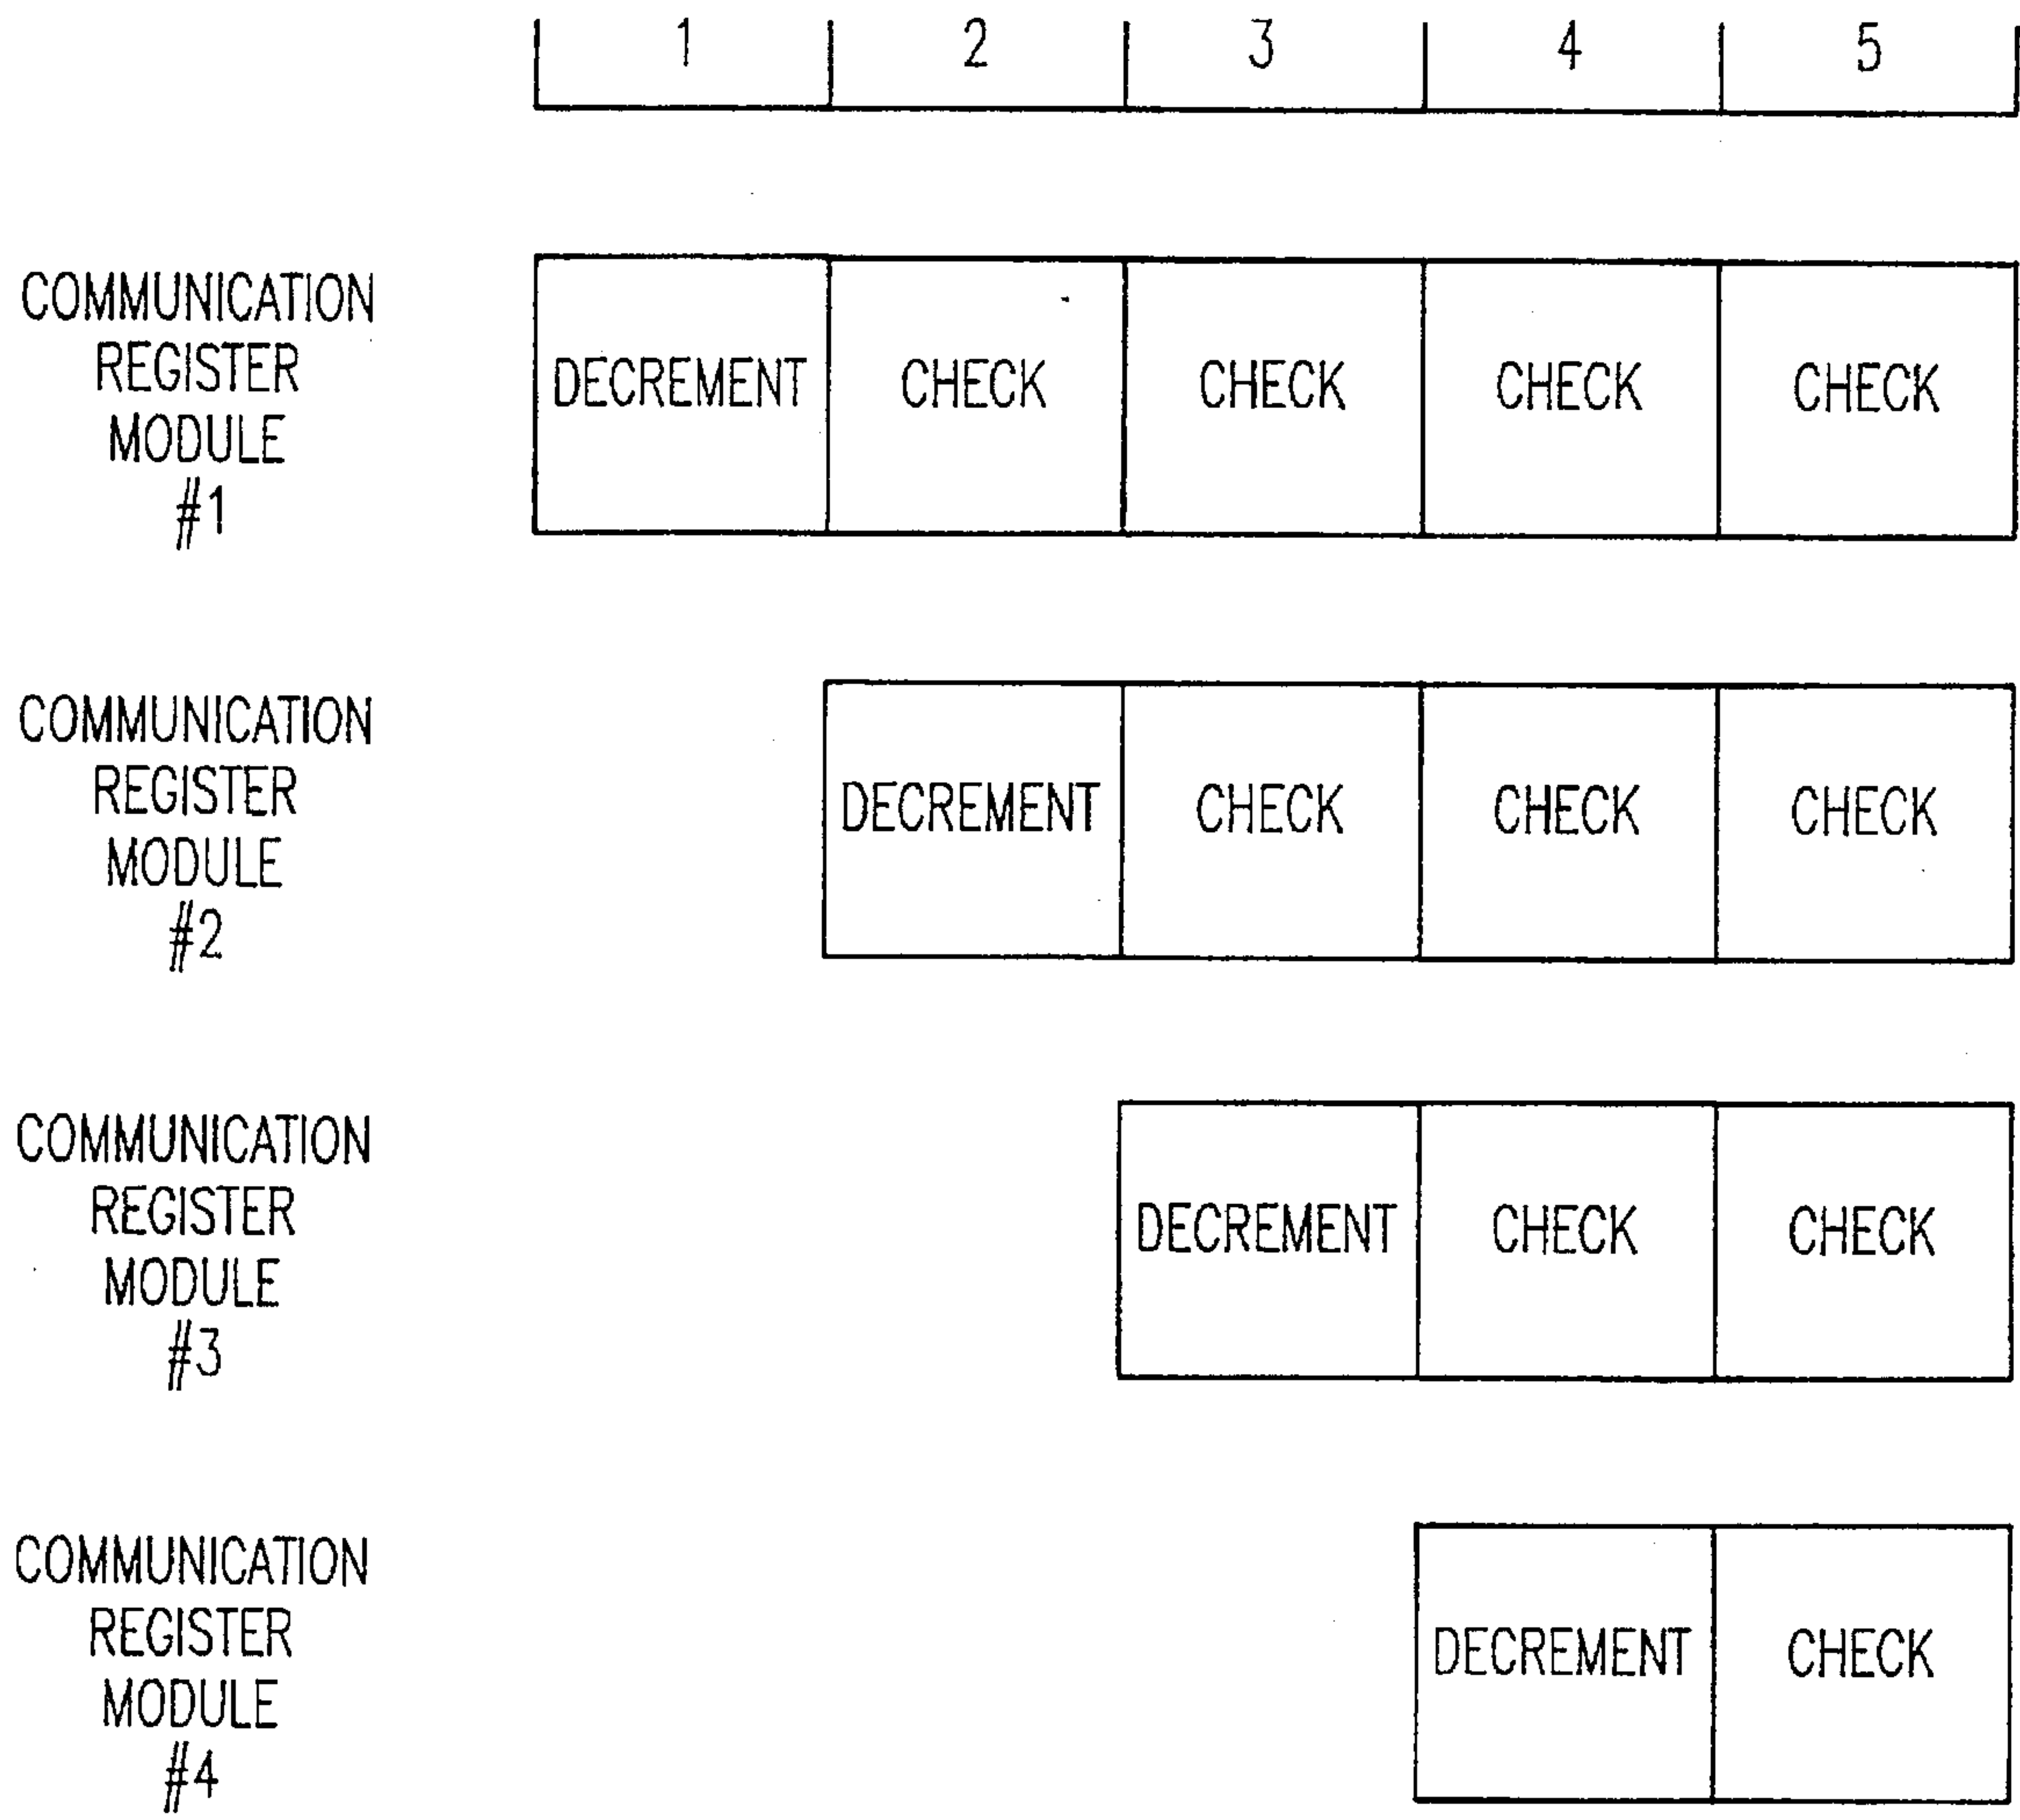 1 2 3 4 5
COMMUNICATION
REGISTER
MODULE
#1
DECREMENT CHECK CHECK CHECK CHECK
COMMUNICATION
REGISTER
MODULE
#2
DECREMENT CHECK CHECK CHECK
COMMUNICATION
REGISTER
MODULE
#3
DECREMENT CHECK CHECK
COMMUNICATION
REGISTER
MODULE
#4
DECREMENT CHECK